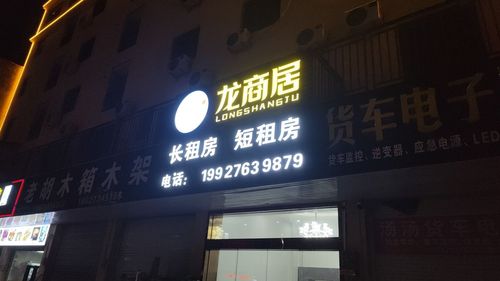 龙商居
LONGSHANGJU
长租房 短租房
电话： 19927639879
老胡木箱木架
货车电子
货车监控、逆变器、应急电源、LED